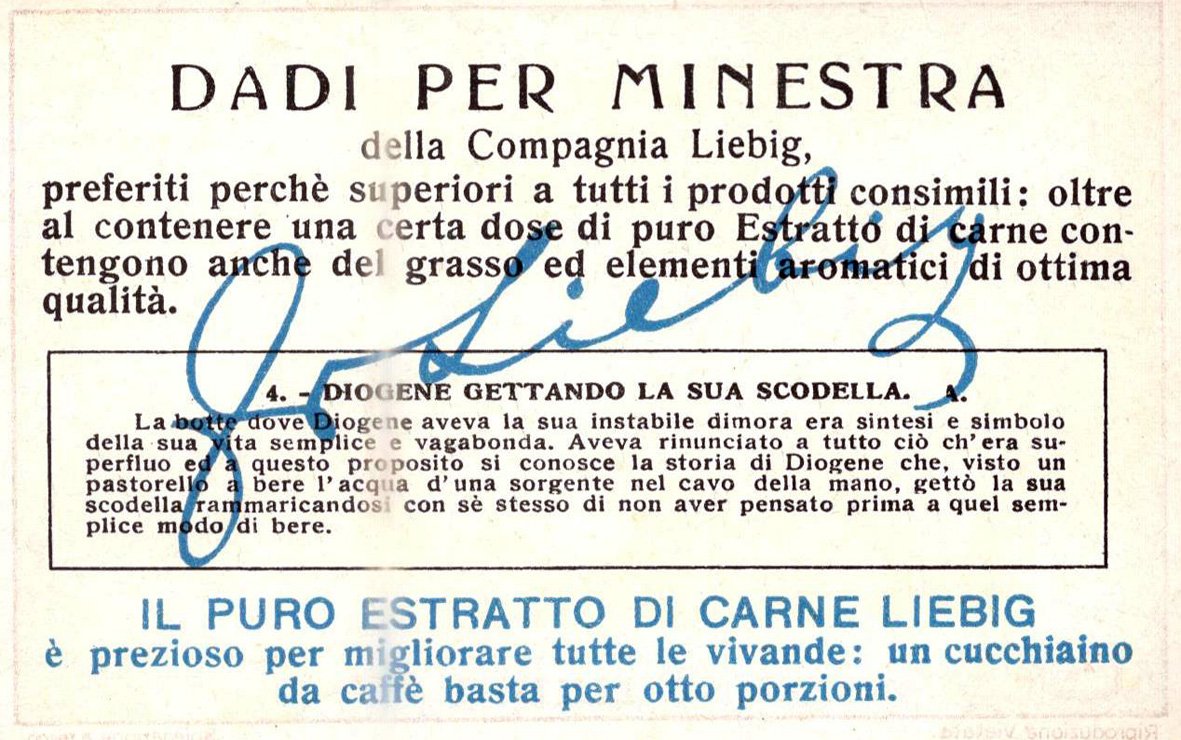 DADI PER MINESTRA
della Compagnia Liebig,
preferiti perchè superiori a tutti i prodotti consimili: oltre
al contenere una certa dose di puro Estratto di carne con-
tengono anche del grasso ed elementi aromatici di ottima
qualità.
J v Liebig
4. - DIOGENE GETTANDO LA SUA SCODELLA. A.
La botte dove Diogene aveva la sua instabile dimora era sintesi e simbolo
della sua vita semplice e vagabonda. Aveva rinunciato a tutto ciò ch'era su-
perfluo ed a questo proposito si conosce la storia di Diogene che, visto un
pastorello a bere l'acqua d'una sorgente nel cavo della mano, gettò la sua
scodella rammaricandosi con sè stesso di non aver pensato prima a quel sem-
plice modo di bere.
IL PURO ESTRATTO DI CARNE LIEBIG
è prezioso per migliorare tutte le vivande: un cucchiaino
da caffè basta per otto porzioni.
Riproduzione vietata